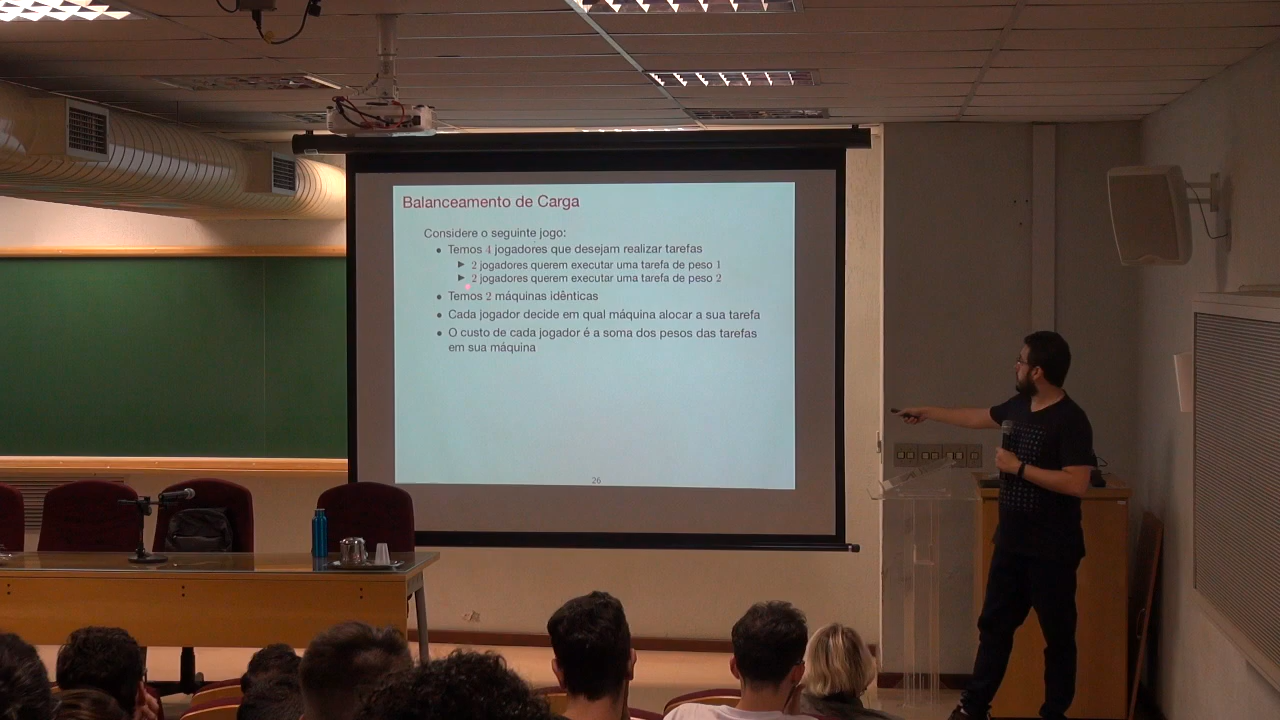 Balanceamento de Carga
Considere o seguinte jogo:
• Temos 4 jogadores que desejam realizar tarefas
▶ 2 jogadores querem executar uma tarefa de peso 1
▶ 2 jogadores querem executar uma tarefa de peso 2
• Temos 2 máquinas idênticas
• Cada jogador decide em qual máquina alocar a sua tarefa
• O custo de cada jogador é a soma dos pesos das tarefas
em sua máquina
26